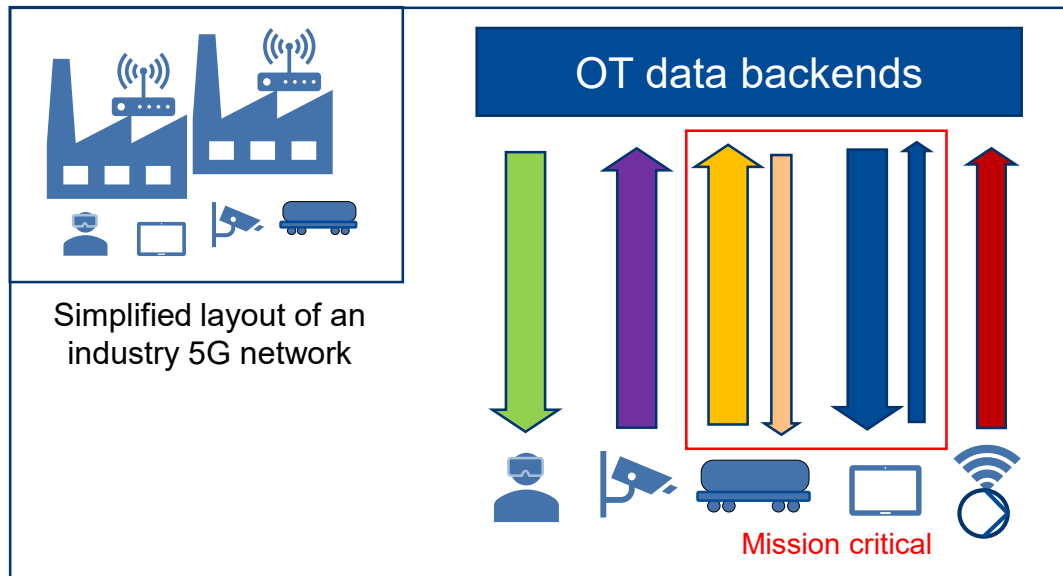 OT data backends
Simplified layout of an
industry 5G network
Mission critical